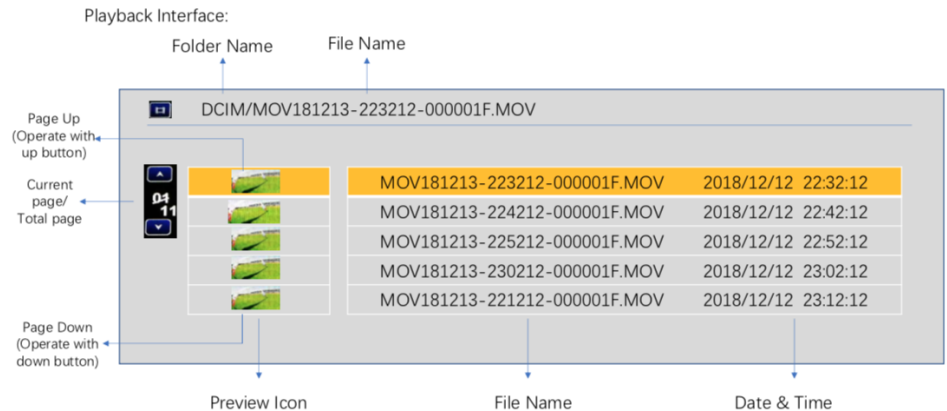 Playback Interface:
Folder Name
File Name
DCIM/MOV181213-223212-000001F.MOV
Page Up
(Operate with
up button)
Current
page/
Total page
01
11
MOV181213-223212-000001F.MOV 2018/12/12 22:32:12
MOV181213-224212-000001F.MOV 2018/12/12 22:42:12
MOV181213-225212-000001F.MOV 2018/12/12 22:52:12
MOV181213-230212-000001F.MOV 2018/12/12 23:02:12
MOV181213-221212-000001F.MOV 2018/12/12 23:12:12
Page Down
(Operate with
down button)
Preview Icon
File Name
Date & Time